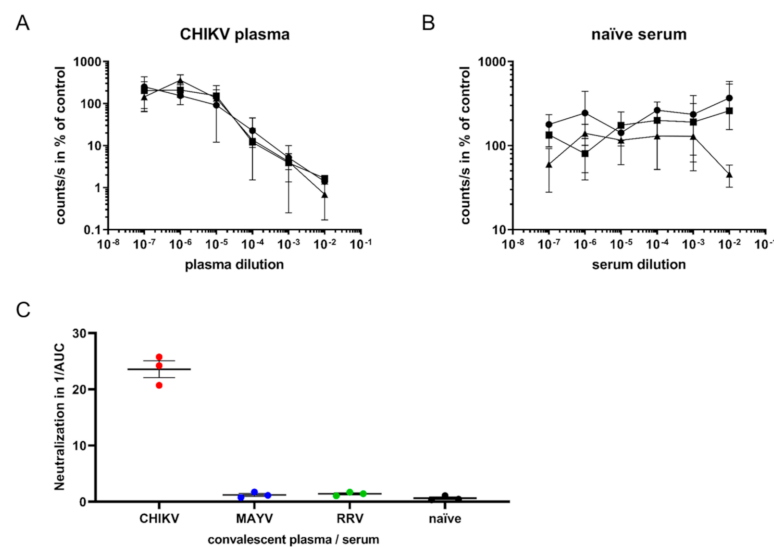 A
CHIKV plasma
counts/s in % of control
1000
100
10
1
0.1
10-8 10-7 10-6 10-5 10-4 10-3 10-2 10-1
plasma dilution
B
naïve serum
counts/s in % of control
1000
100
10
10-8 10-7 10-6 10-5 10-4 10-3 10-2 10-1
serum dilution
C
Neutralization in 1/AUC
30
20
10
0
CHIKV MAYV RRV naïve
convalescent plasma / serum